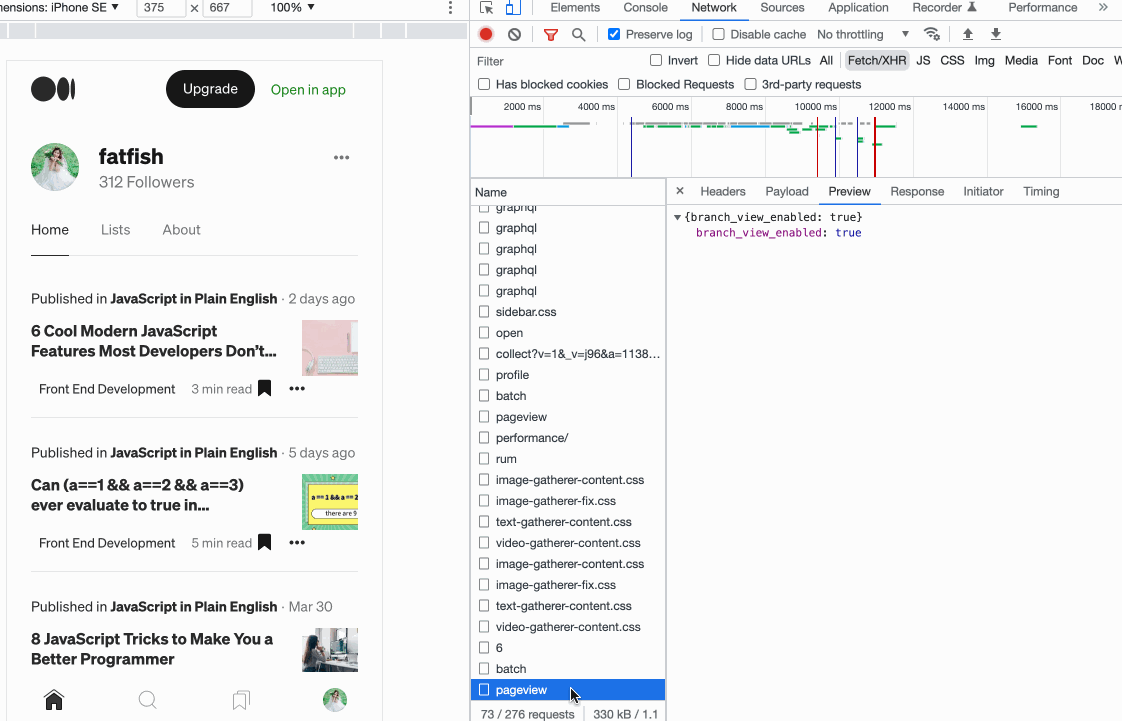 nensions: iPhone SE ▼ 375 × 667 100% ▼
Upgrade
Open in app
fatfish
312 Followers
Home Lists About
Published in JavaScript in Plain English · 2 days ago
6 Cool Modern JavaScript
Features Most Developers Don't...
Front End Development 3 min read
Published in JavaScript in Plain English · 5 days ago
Can (a==1 && a==2 && a==3)
ever evaluate to true in...
a == 1 && a == 2
there are 9
Front End Development 5 min read
Published in JavaScript in Plain English · Mar 30
8 JavaScript Tricks to Make You a
Better Programmer
Elements Console Network Sources Application Recorder Performance »
Preserve log Disable cache No throttling ▼
Filter Invert Hide data URLs All Fetch/XHR JS CSS Img Media Font Doc W
Has blocked cookies Blocked Requests 3rd-party requests
2000 ms 4000 ms 6000 ms 8000 ms 10000 ms 12000 ms 14000 ms 16000 ms 18000
Name
graphql
graphql
graphql
graphql
graphql
sidebar.css
open
collect?v=1&_v=j96&a=1138...
profile
batch
pageview
performance/
rum
image-gatherer-content.css
image-gatherer-fix.css
text-gatherer-content.css
video-gatherer-content.css
image-gatherer-content.css
image-gatherer-fix.css
text-gatherer-content.css
video-gatherer-content.css
6
batch
pageview
73 / 276 requests 330 kB / 1.1
× Headers Payload Preview Response Initiator Timing
▼{branch_view_enabled: true}
branch_view_enabled: true